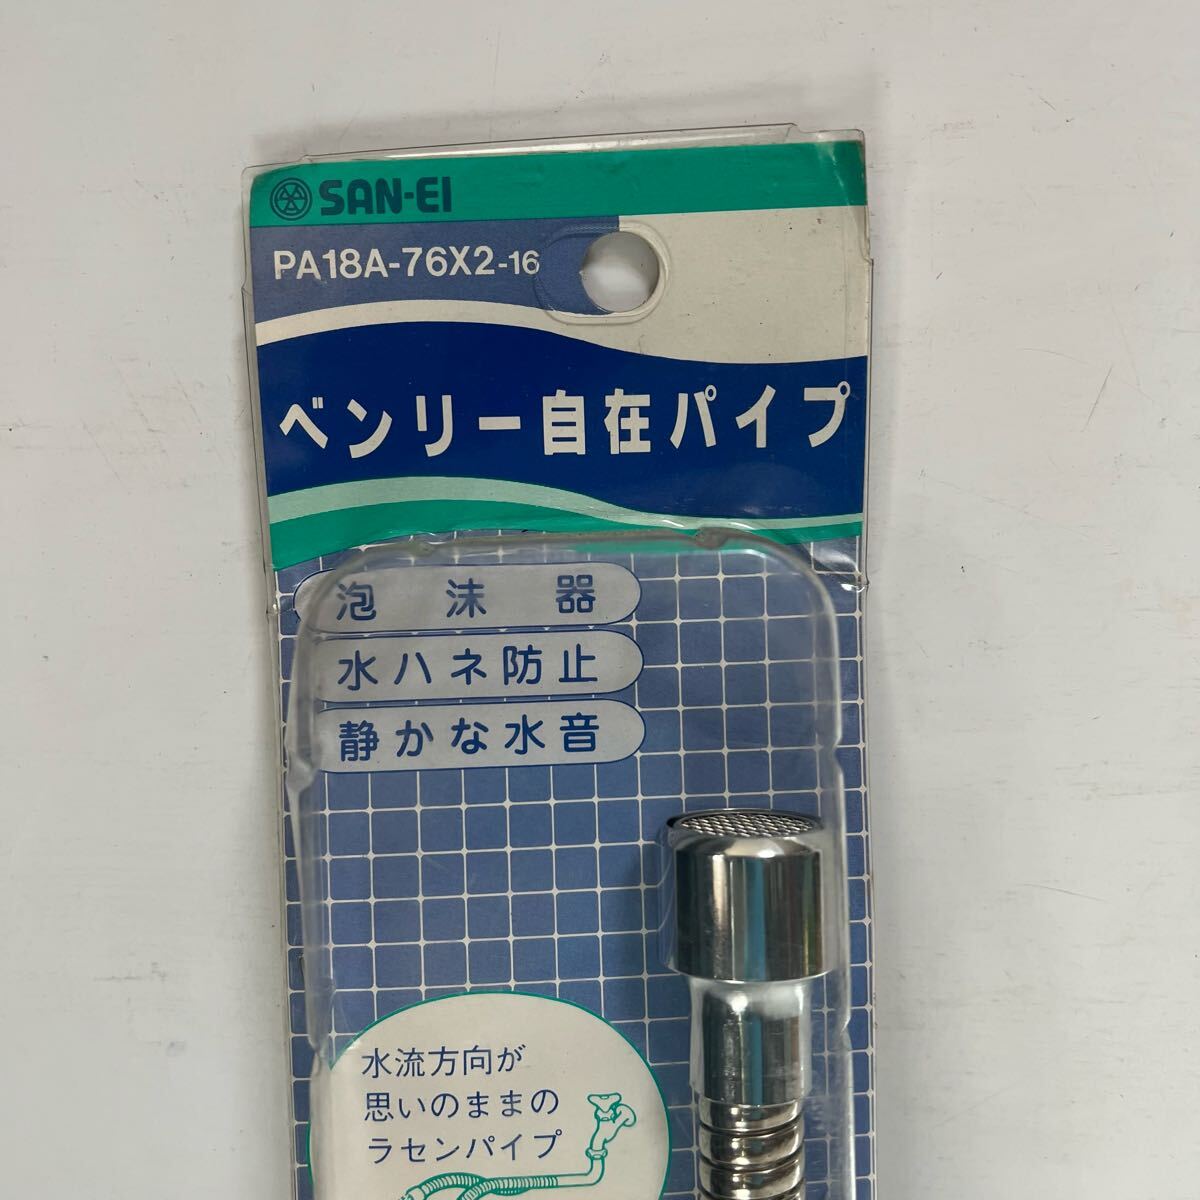 SAN-EI
PA18A-76X2-16
ベンリー自在パイプ
泡沫器
水ハネ防止
静かな水音
水流方向が
思いのままの
ラセンパイプ